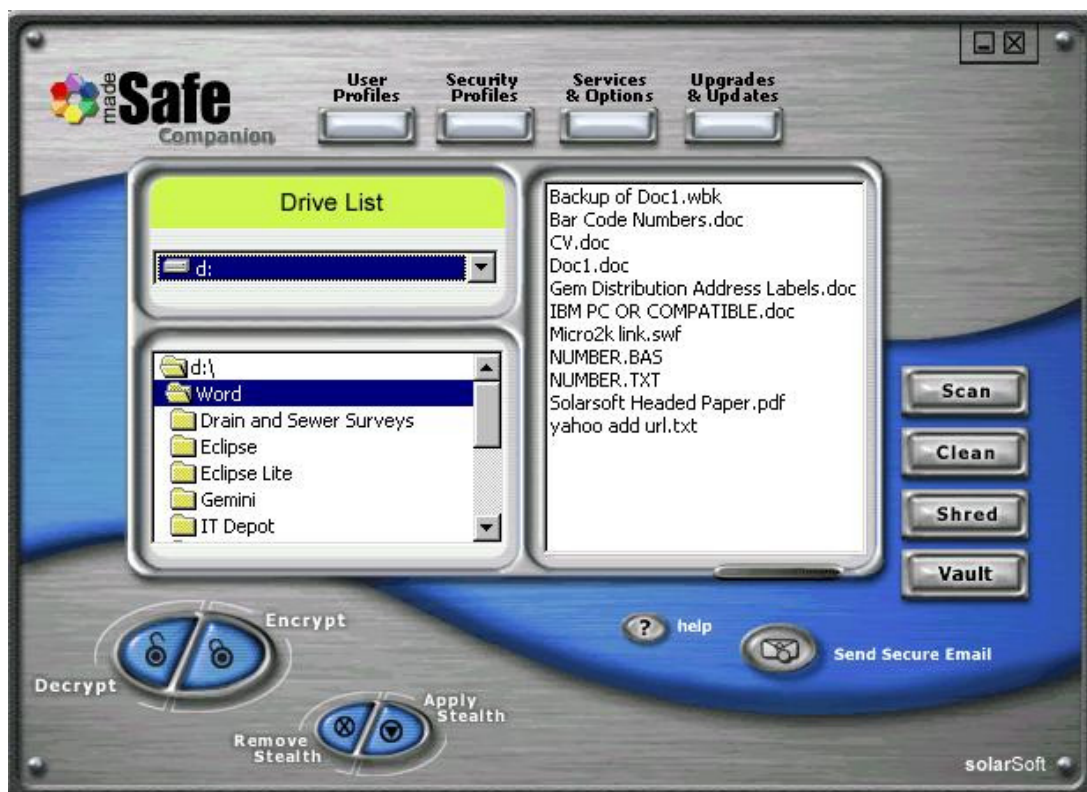 made Safe
Companion
User Profiles
Security Profiles
Services & Options
Upgrades & Updates
Drive List
d:
d:\
Word
Drain and Sewer Surveys
Eclipse
Eclipse Lite
Gemini
IT Depot
Backup of Doc1.wbk
Bar Code Numbers.doc
CV.doc
Doc1.doc
Gem Distribution Address Labels.doc
IBM PC OR COMPATIBLE.doc
Micro2k link.swf
NUMBER.BAS
NUMBER.TXT
Solarsoft Headed Paper.pdf
yahoo add url.txt
Scan
Clean
Shred
Vault
Encrypt
Decrypt
? help
Send Secure Email
Apply Stealth
Remove Stealth
solarSoft